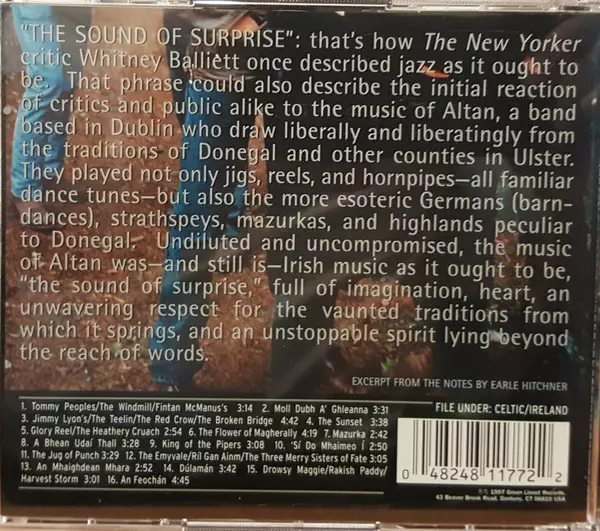 "THE SOUND OF SURPRISE": that's how The New Yorker
critic Whitney Balliett once described jazz as it ought to
be. That phrase could also describe the initial reaction
of critics and public alike to the music of Altan, a band
based in Dublin who draw liberally and liberatingly from
the traditions of Donegal and other counties in Ulster.
They played not only jigs, reels, and hornpipes—all familiar
dance tunes—but also the more esoteric Germans (barn-
dances), strathspeys, mazurkas, and highlands peculiar
to Donegal. Undiluted and uncompromised, the music
of Altan was—and still is—Irish music as it ought to be,
"the sound of surprise," full of imagination, heart, an
unwavering respect for the vaunted traditions from
which it springs, and an unstoppable spirit lying beyond
the reach of words.
EXCERPT FROM THE NOTES BY EARLE HITCHNER
1. Tommy Peoples/The Windmill/Fintan McManus's 3:14 2. Moll Dubh A' Ghleanna 3:31
3. Jimmy Lyon's/The Teelin/The Red Crow/The Broken Bridge 4:42 4. The Sunset 3:38
5. Glory Reel/The Heathery Cruach 2:54 6. The Flower of Magherally 4:19 7. Mazurka 2:42
8. A Bhean Udaí Thall 3:28 9. King of the Pipers 3:08 10. 'Sí Do Mhaimeo Í 2:50
11. The Jug of Punch 3:29 12. The Emyvale/Ríl Gan Ainm/The Three Merry Sisters of Fate 3:05
13. An Mhaighdean Mhara 2:52 14. Dúlamán 3:42 15. Drowsy Maggie/Rakish Paddy/
Harvest Storm 3:01 16. An Feochán 4:45
FILE UNDER: CELTIC/IRELAND
0 48248 11772 2
℗ © 1997 Green Linnet Records,
43 Beaver Brook Road, Danbury, CT 06810 USA